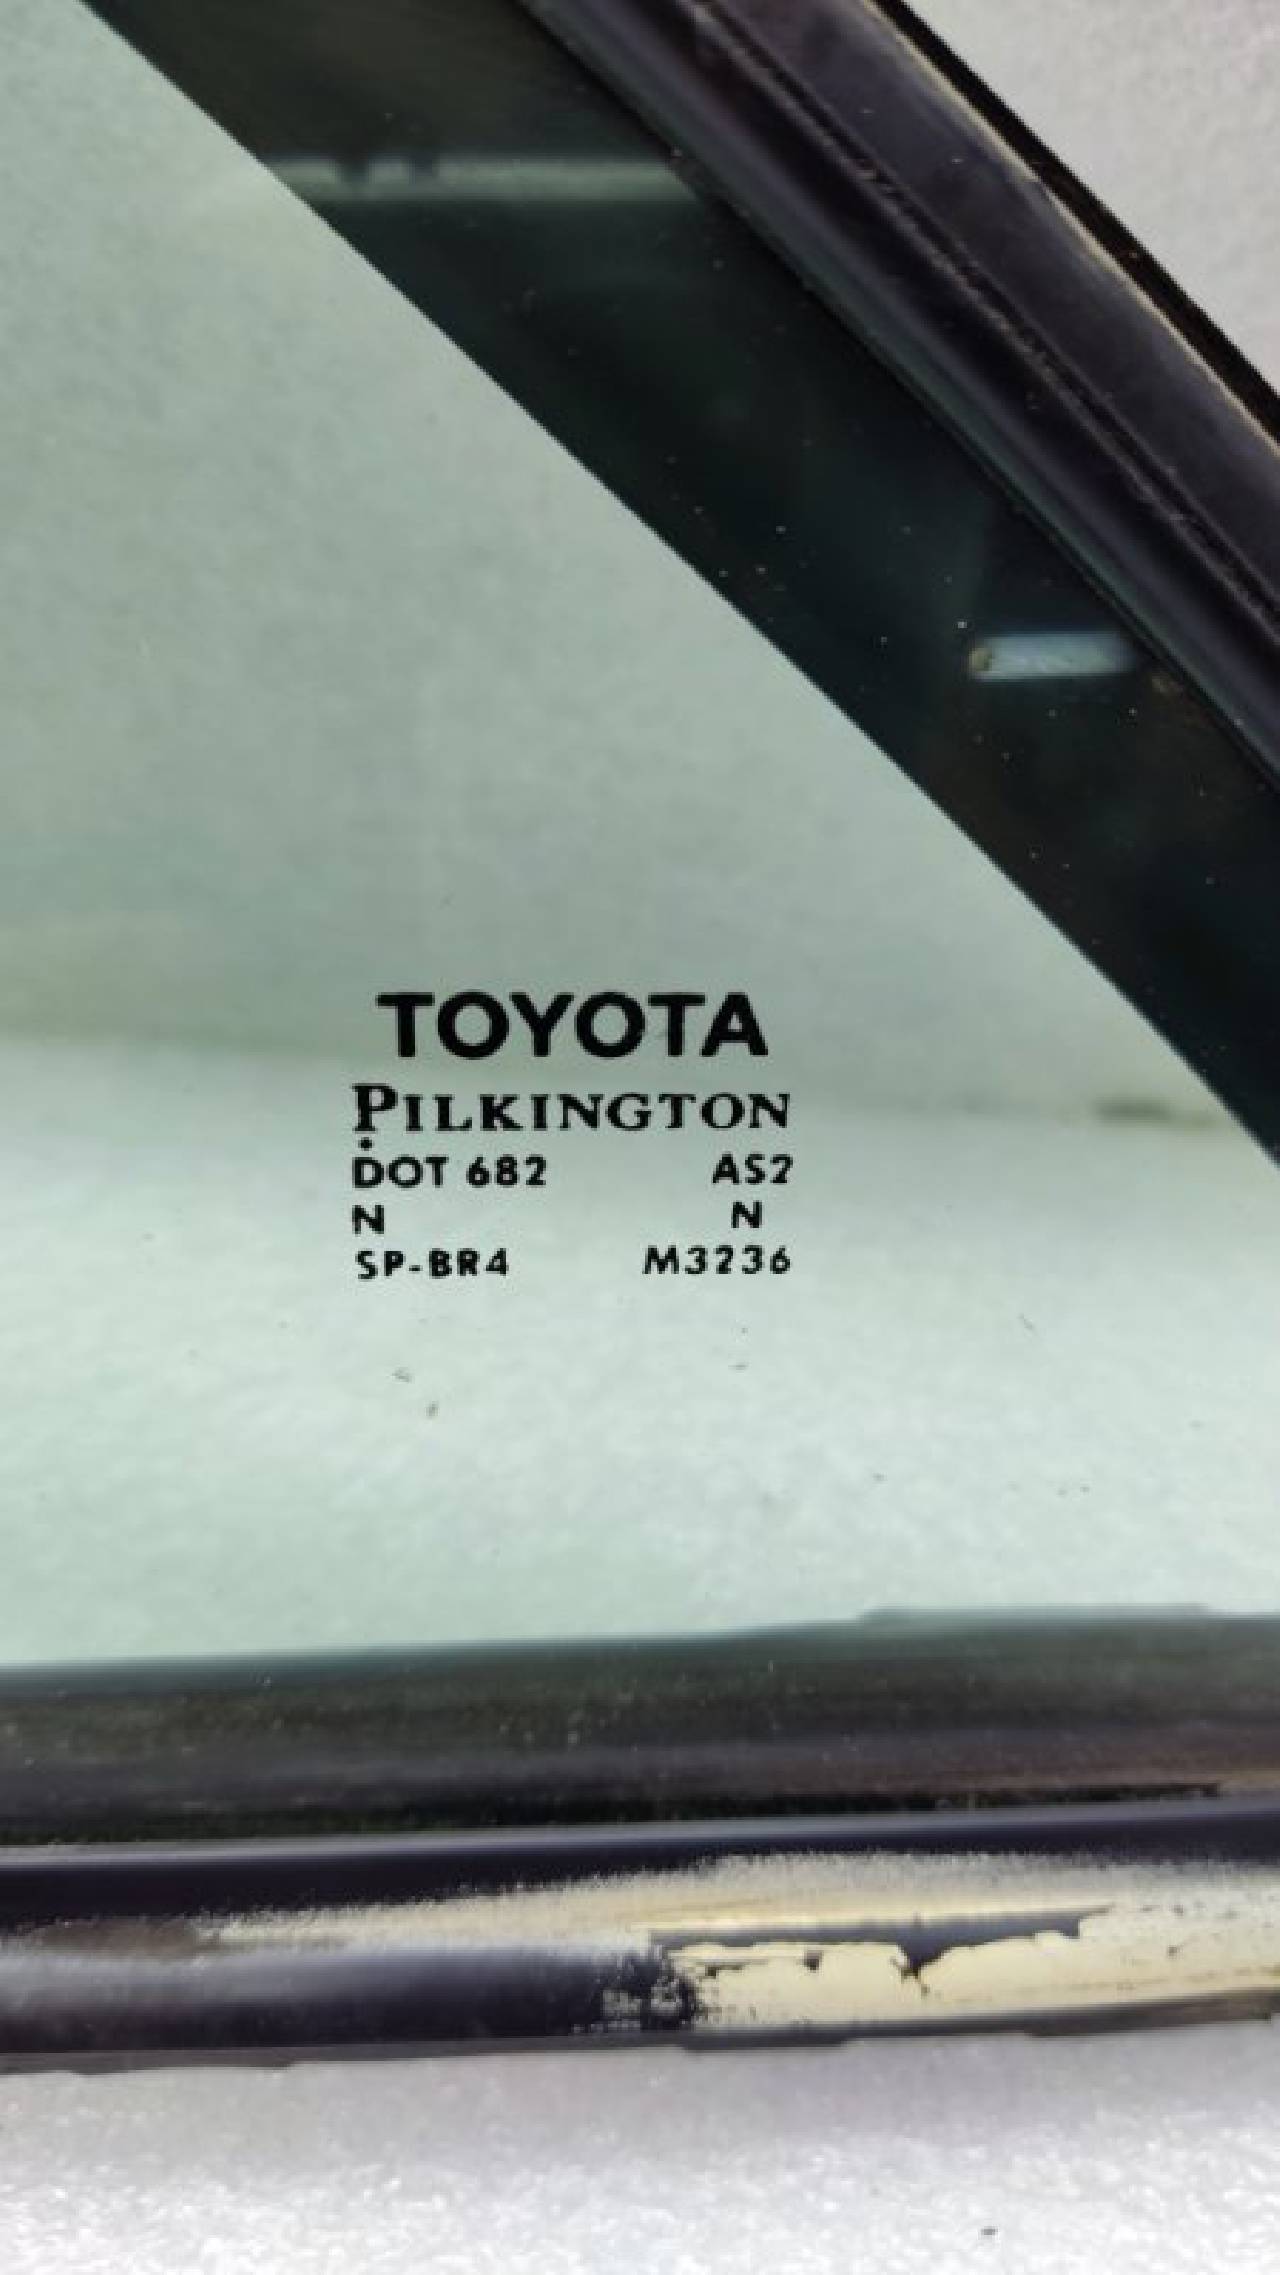 TOYOTA
PILKINGTON
DOT 682 AS2
N N
SP-BR4 M3236